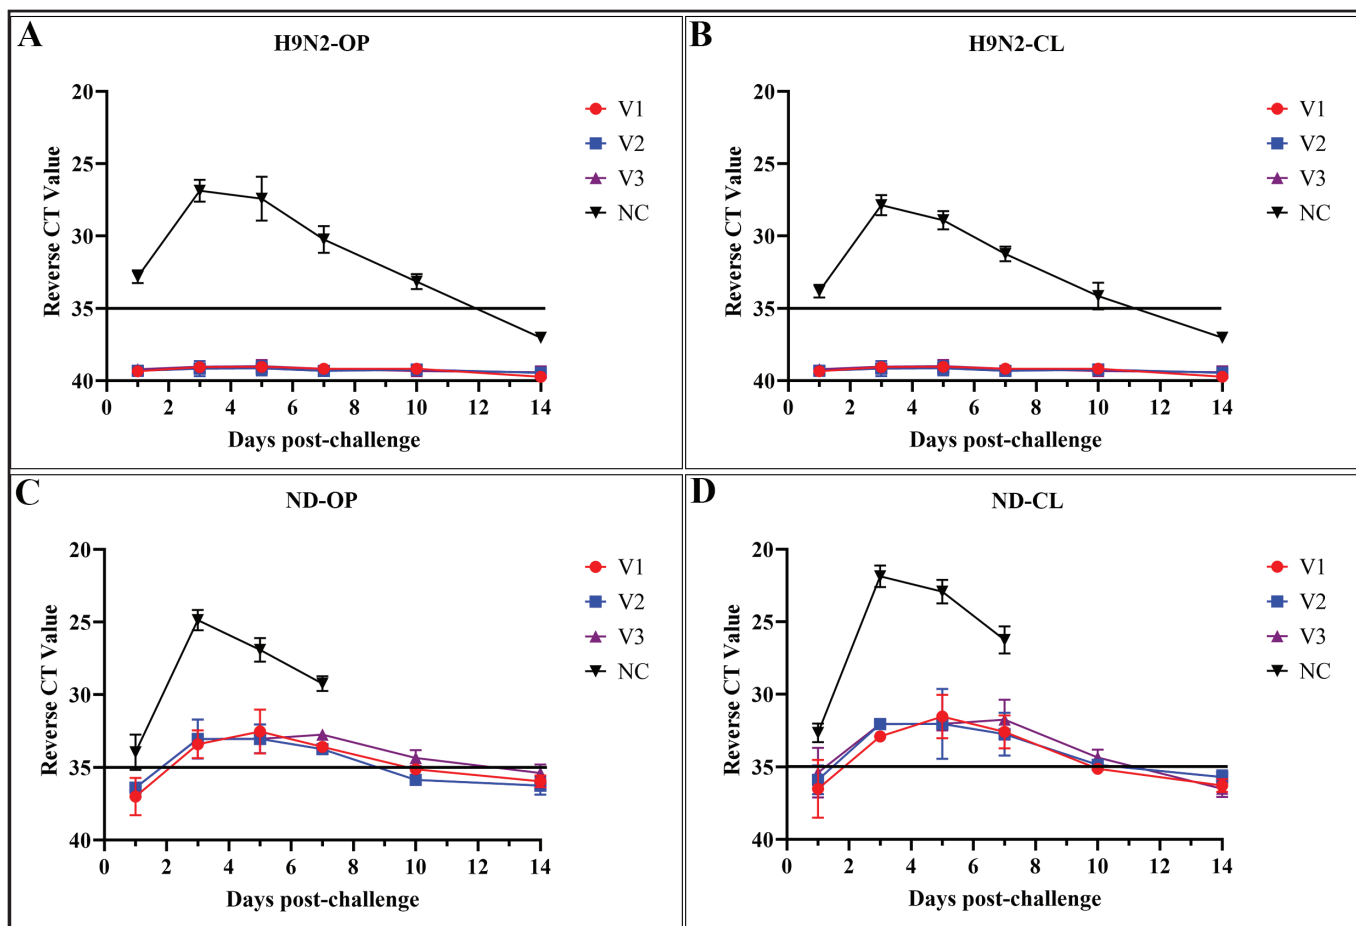 A
H9N2-OP
Reverse CT Value
20
25
30
35
40
0 2 4 6 8 10 12 14
Days post-challenge
V1
V2
V3
NC
B
H9N2-CL
Reverse CT Value
20
25
30
35
40
0 2 4 6 8 10 12 14
Days post-challenge
V1
V2
V3
NC
C
ND-OP
Reverse CT Value
20
25
30
35
40
0 2 4 6 8 10 12 14
Days post-challenge
V1
V2
V3
NC
D
ND-CL
Reverse CT Value
20
25
30
35
40
0 2 4 6 8 10 12 14
Days post-challenge
V1
V2
V3
NC